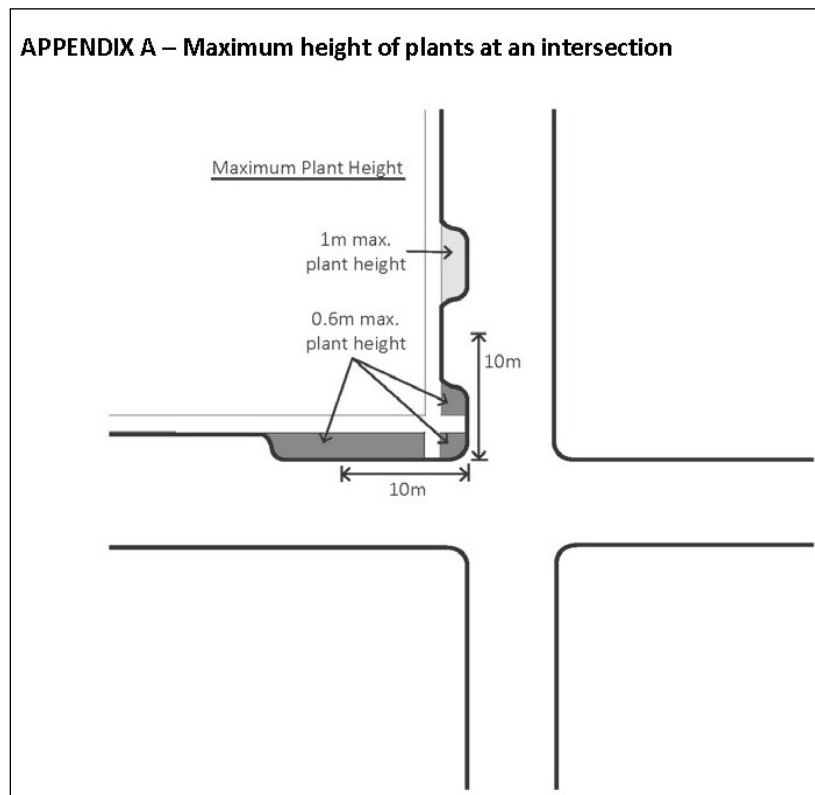 APPENDIX A – Maximum height of plants at an intersection
Maximum Plant Height
1m max.
plant height
0.6m max.
plant height
10m
10m